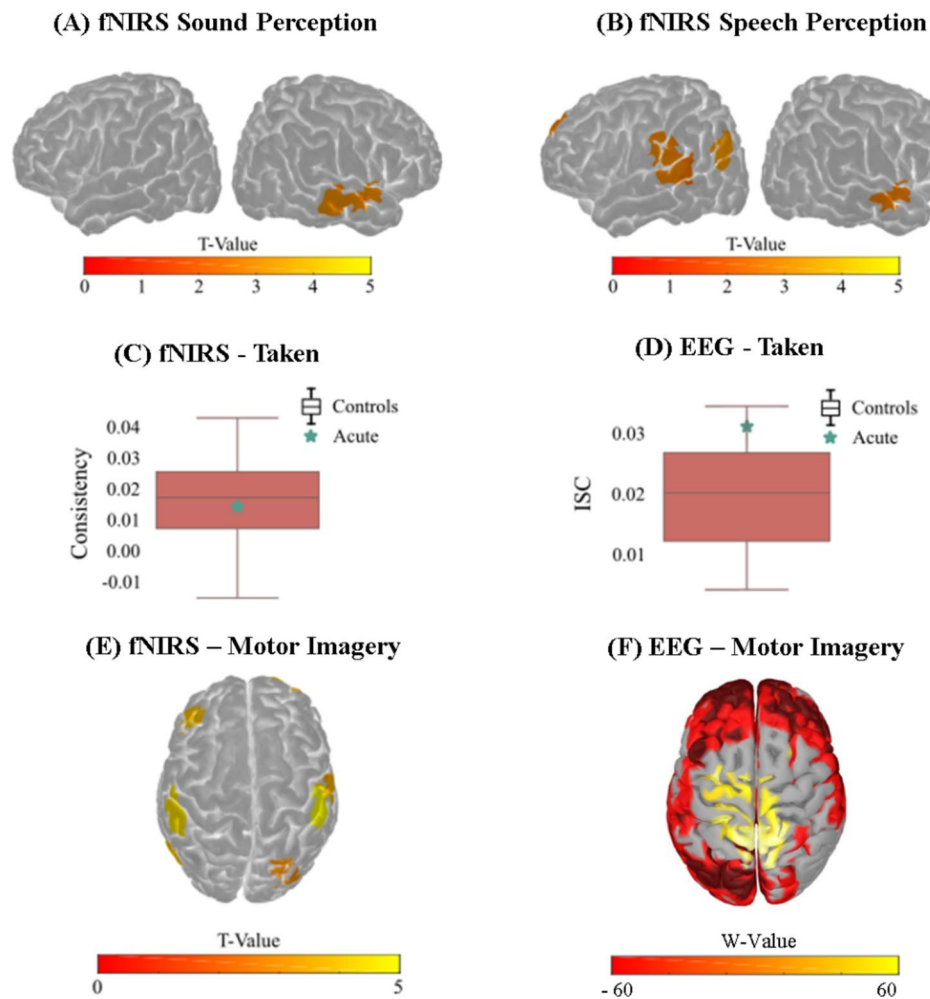 (A) fNIRS Sound Perception
(B) fNIRS Speech Perception
T-Value
0 1 2 3 4 5
T-Value
0 1 2 3 4 5
(C) fNIRS - Taken
Controls
Acute
Consistency
0.04
0.03
0.02
0.01
0.00
-0.01
(D) EEG - Taken
Controls
Acute
ISC
0.03
0.02
0.01
(E) fNIRS – Motor Imagery
(F) EEG – Motor Imagery
T-Value
0 5
W-Value
- 60 60